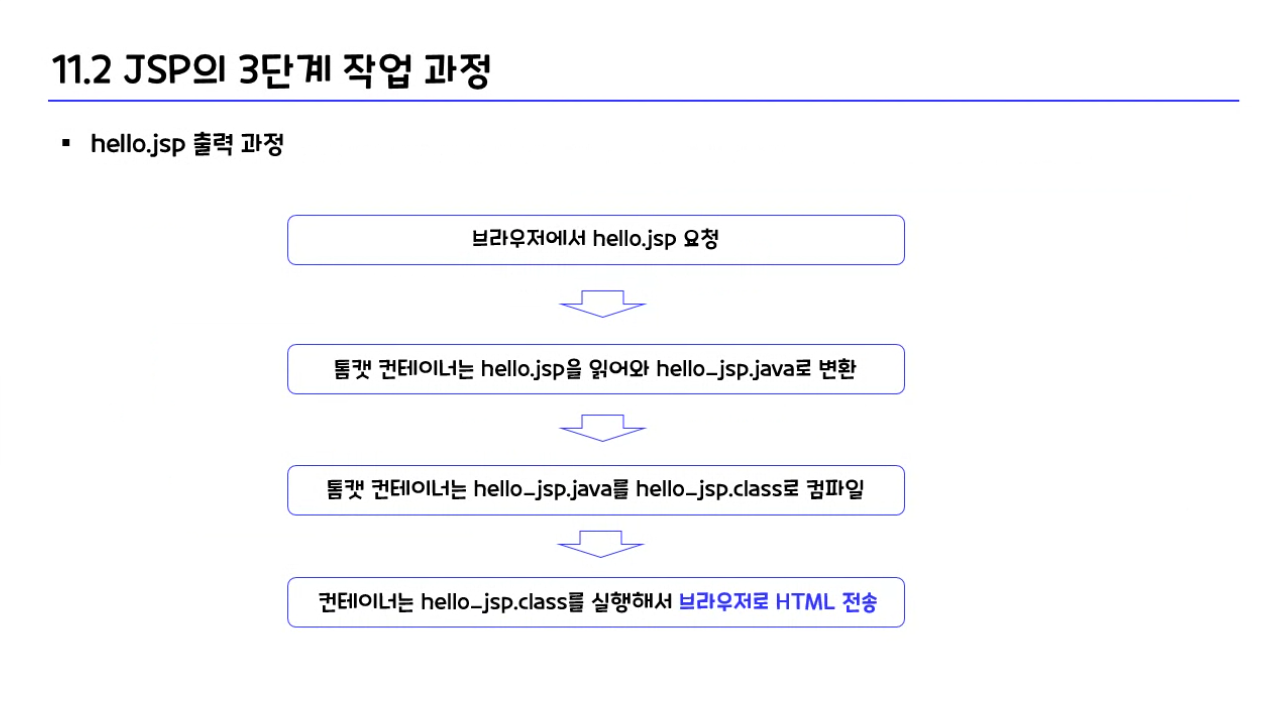 11.2 JSP의 3단계 작업 과정
▪ hello.jsp 출력 과정
브라우저에서 hello.jsp 요청
톰캣 컨테이너는 hello.jsp을 읽어와 hello_jsp.java로 변환
톰캣 컨테이너는 hello_jsp.java를 hello_jsp.class로 컴파일
컨테이너는 hello_jsp.class를 실행해서 브라우저로 HTML 전송